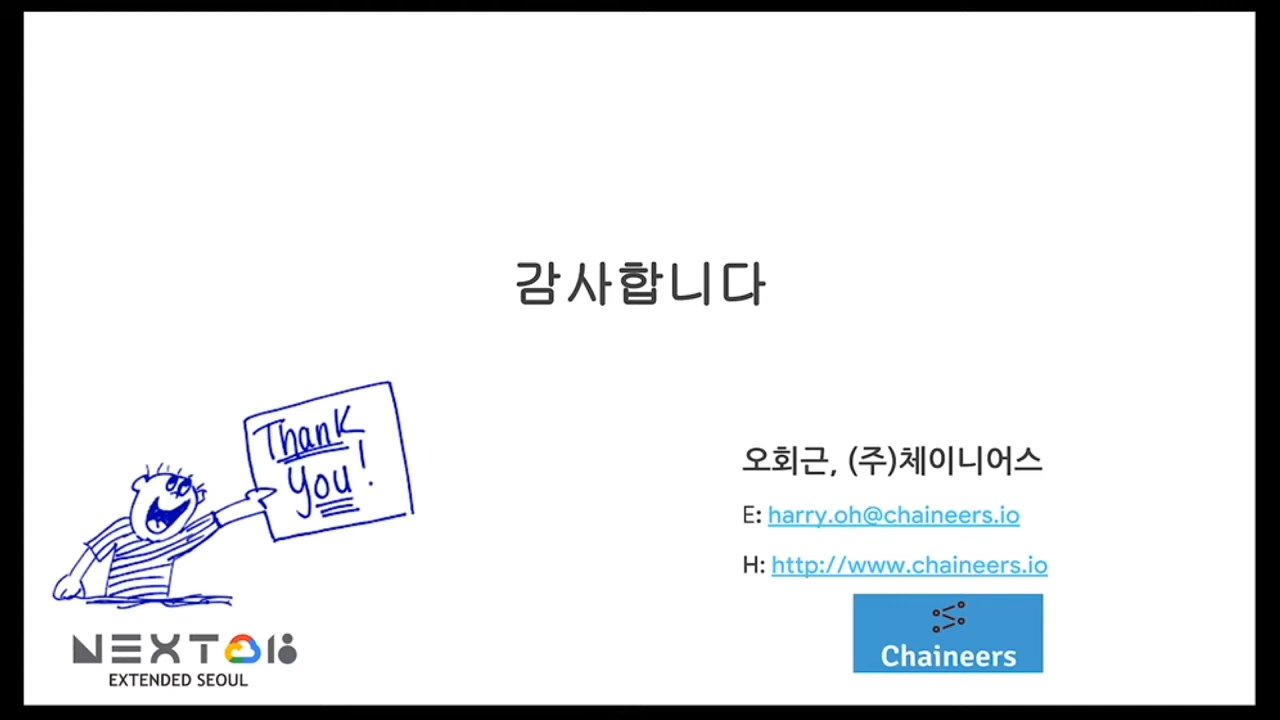 감사합니다
Thank
You!
오회근, (주)체이니어스
E: harry.oh@chaineers.io
H: http://www.chaineers.io
Chaineers
NEXT 18
EXTENDED SEOUL